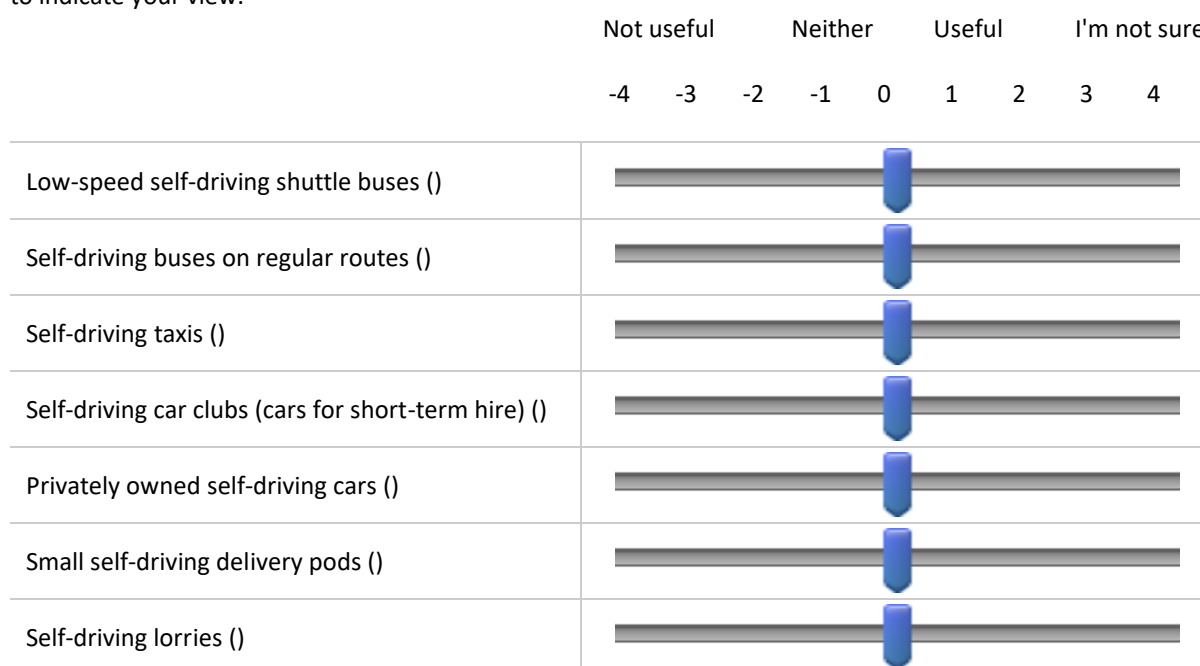 to indicate your view.
Not useful Neither Useful I'm not sure
-4 -3 -2 -1 0 1 2 3 4
Low-speed self-driving shuttle buses ()
Self-driving buses on regular routes ()
Self-driving taxis ()
Self-driving car clubs (cars for short-term hire) ()
Privately owned self-driving cars ()
Small self-driving delivery pods ()
Self-driving lorries ()